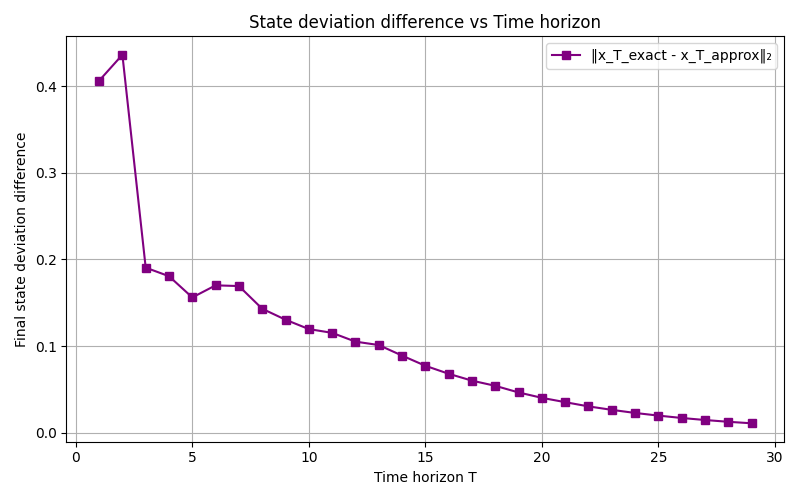 State deviation difference vs Time horizon
‖x_T_exact - x_T_approx‖₂
Final state deviation difference
0.4
0.3
0.2
0.1
0.0
0 5 10 15 20 25 30
Time horizon T